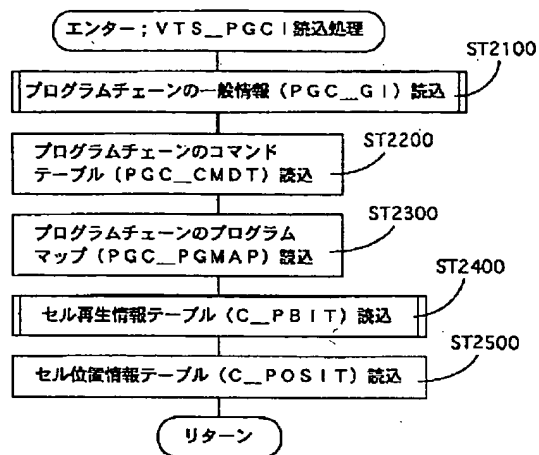 エンター；VTS＿PGCI読込処理
ST2100
プログラムチェーンの一般情報（PGC＿GI）読込
ST2200
プログラムチェーンのコマンド
テーブル（PGC＿CMDT）読込
ST2300
プログラムチェーンのプログラム
マップ（PGC＿PGMAP）読込
ST2400
セル再生情報テーブル（C＿PBIT）読込
ST2500
セル位置情報テーブル（C＿POSIT）読込
リターン